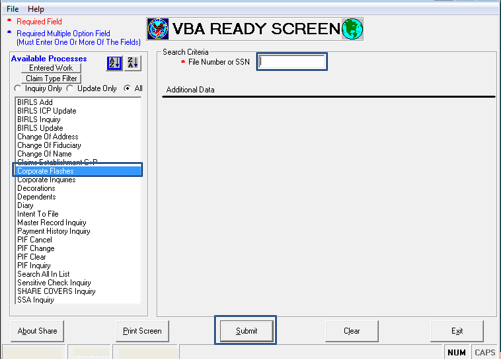 File Help
* Required Field
* Required Multiple Option Field
(Must Enter One Or More Of The Fields)
VBA READY SCREEN
Available Processes
Entered Work
Claim Type Filter
Inquiry Only Update Only All
BIRLS Add
BIRLS ICP Update
BIRLS Inquiry
BIRLS Update
Change Of Address
Change Of Fiduciary
Change Of Name
Claims Establishment C+P
Corporate Flashes
Corporate Inquires
Decorations
Dependents
Diary
Intent To File
Master Record Inquiry
Payment History Inquiry
PIF Cancel
PIF Change
PIF Clear
PIF Inquiry
Search All In List
Sensitive Check Inquiry
SHARE COVERS Inquiry
SSA Inquiry
Search Criteria
* File Number or SSN
Additional Data
About Share Print Screen Submit Clear Exit
NUM CAPS